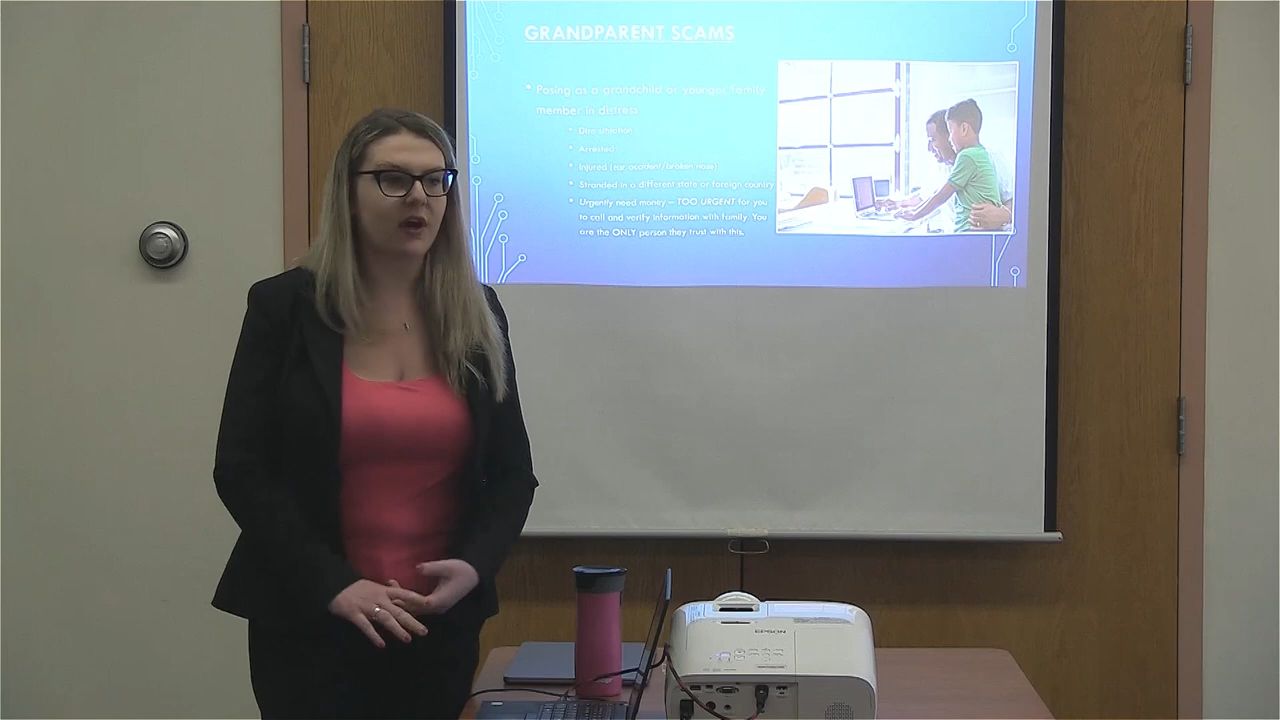 GRANDPARENT SCAMS
• Posing as a grandchild or younger family
member in distress
• Dire situation
• Arrested
• Injured (car accident/broken nose)
• Stranded in a different state or foreign country
• Urgently need money – TOO URGENT for you
to call and verify information with family. You
are the ONLY person they trust with this.
EPSON